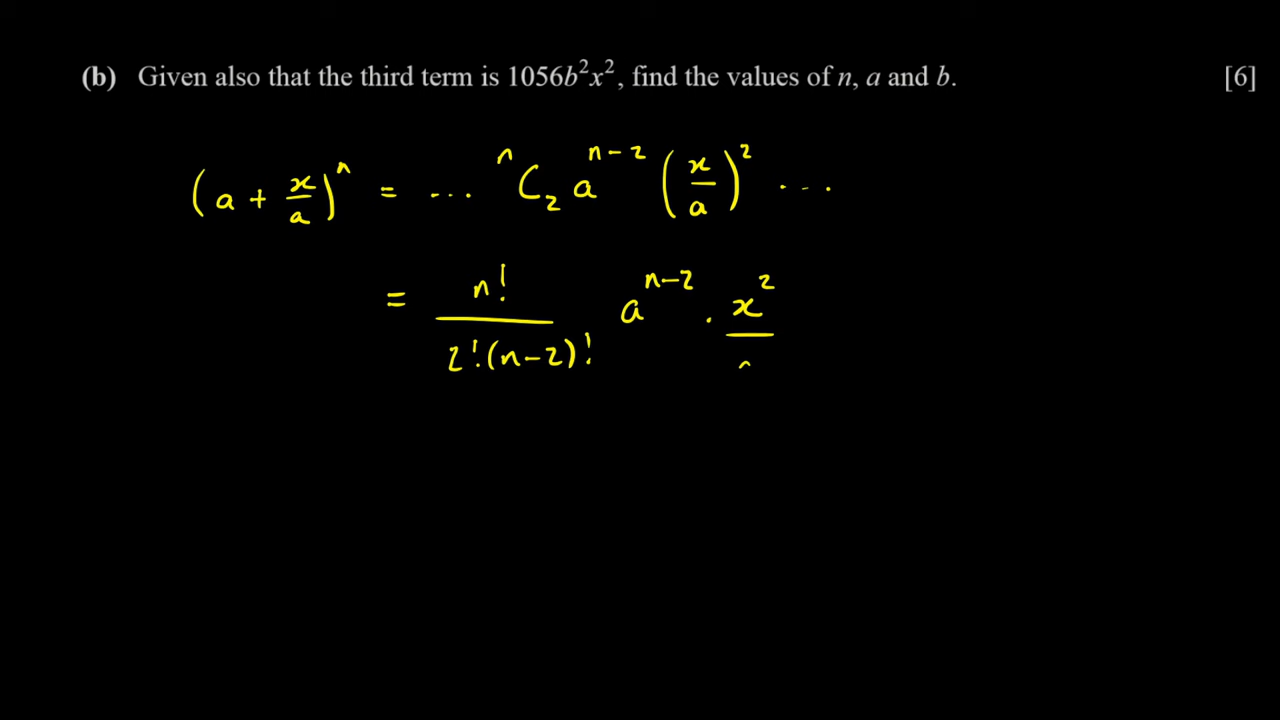 (b) Given also that the third term is 1056b²x², find the values of n, a and b. [6]
(a + x/a)ⁿ = ... ⁿC₂ aⁿ⁻² (x/a)² ...
= n!/2!(n-2)! aⁿ⁻² . x²/